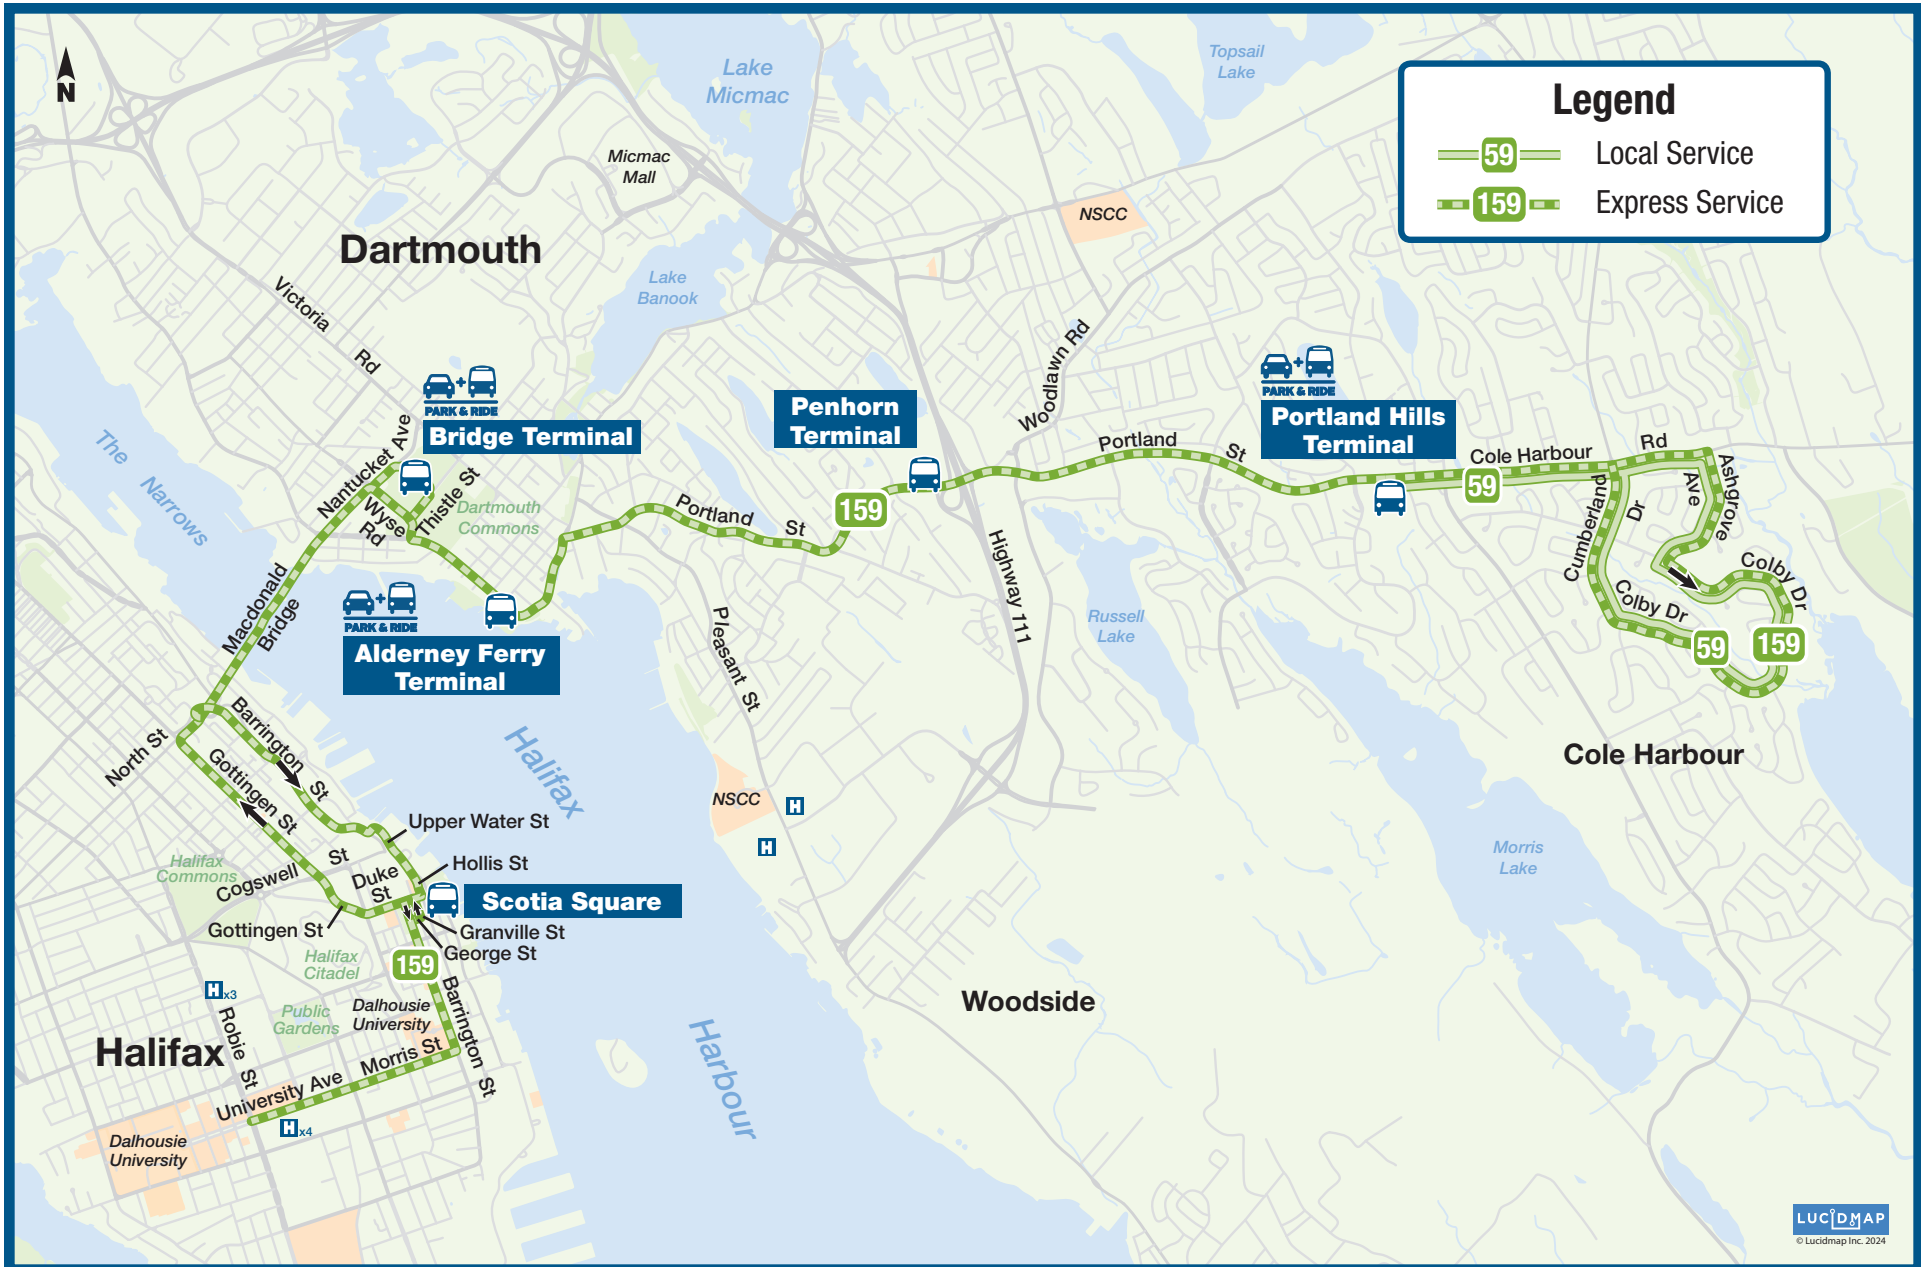 N
Lake
Micmac
Topsail
Lake
Legend
59
Local Service
159
Express Service
Micmac
Mall
NSCC
Dartmouth
Lake
Banook
Victoria
Rd
Woodlawn Rd
PARK & RIDE
Bridge Terminal
Penhorn
Terminal
PARK & RIDE
Portland Hills
Terminal
The
Narrows
Nantucket Ave
Wyse
Rd
Thistle St
Dartmouth
Commons
Portland
St
159
Portland
St
Cole Harbour
Rd
59
Cumberland
Dr
Ashgrove
Ave
Colby Dr
Colby Dr
59
159
Highway 111
Russell
Lake
Macdonald
Bridge
PARK & RIDE
Alderney Ferry
Terminal
Pleasant St
Cole Harbour
North St
Barrington
St
Gottingen St
Halifax
Harbour
NSCC
H
H
Morris
Lake
Upper Water St
Hollis St
Halifax
Commons
Cogswell
St
Duke
St
Scotia Square
Gottingen St
Granville St
George St
Halifax
Citadel
159
H x3
Public
Gardens
Dalhousie
University
Barrington St
Woodside
Halifax
Robie St
University Ave
Morris St
H x4
Dalhousie
University
LUCIDMAP
© Lucidmap Inc. 2024